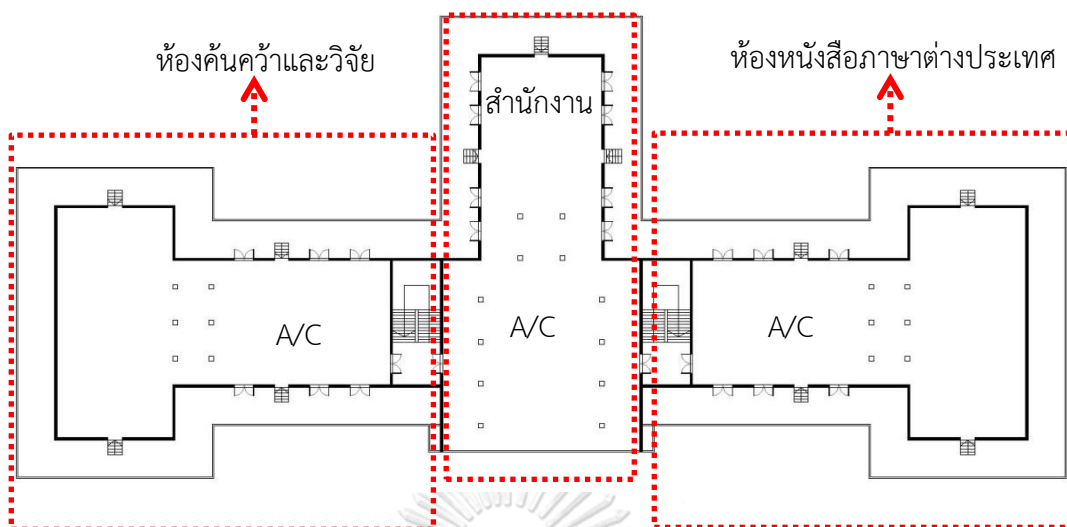 ห้องค้นคว้าและวิจัย
ห้องหนังสือภาษาต่างประเทศ
สำนักงาน
A/C
A/C
A/C